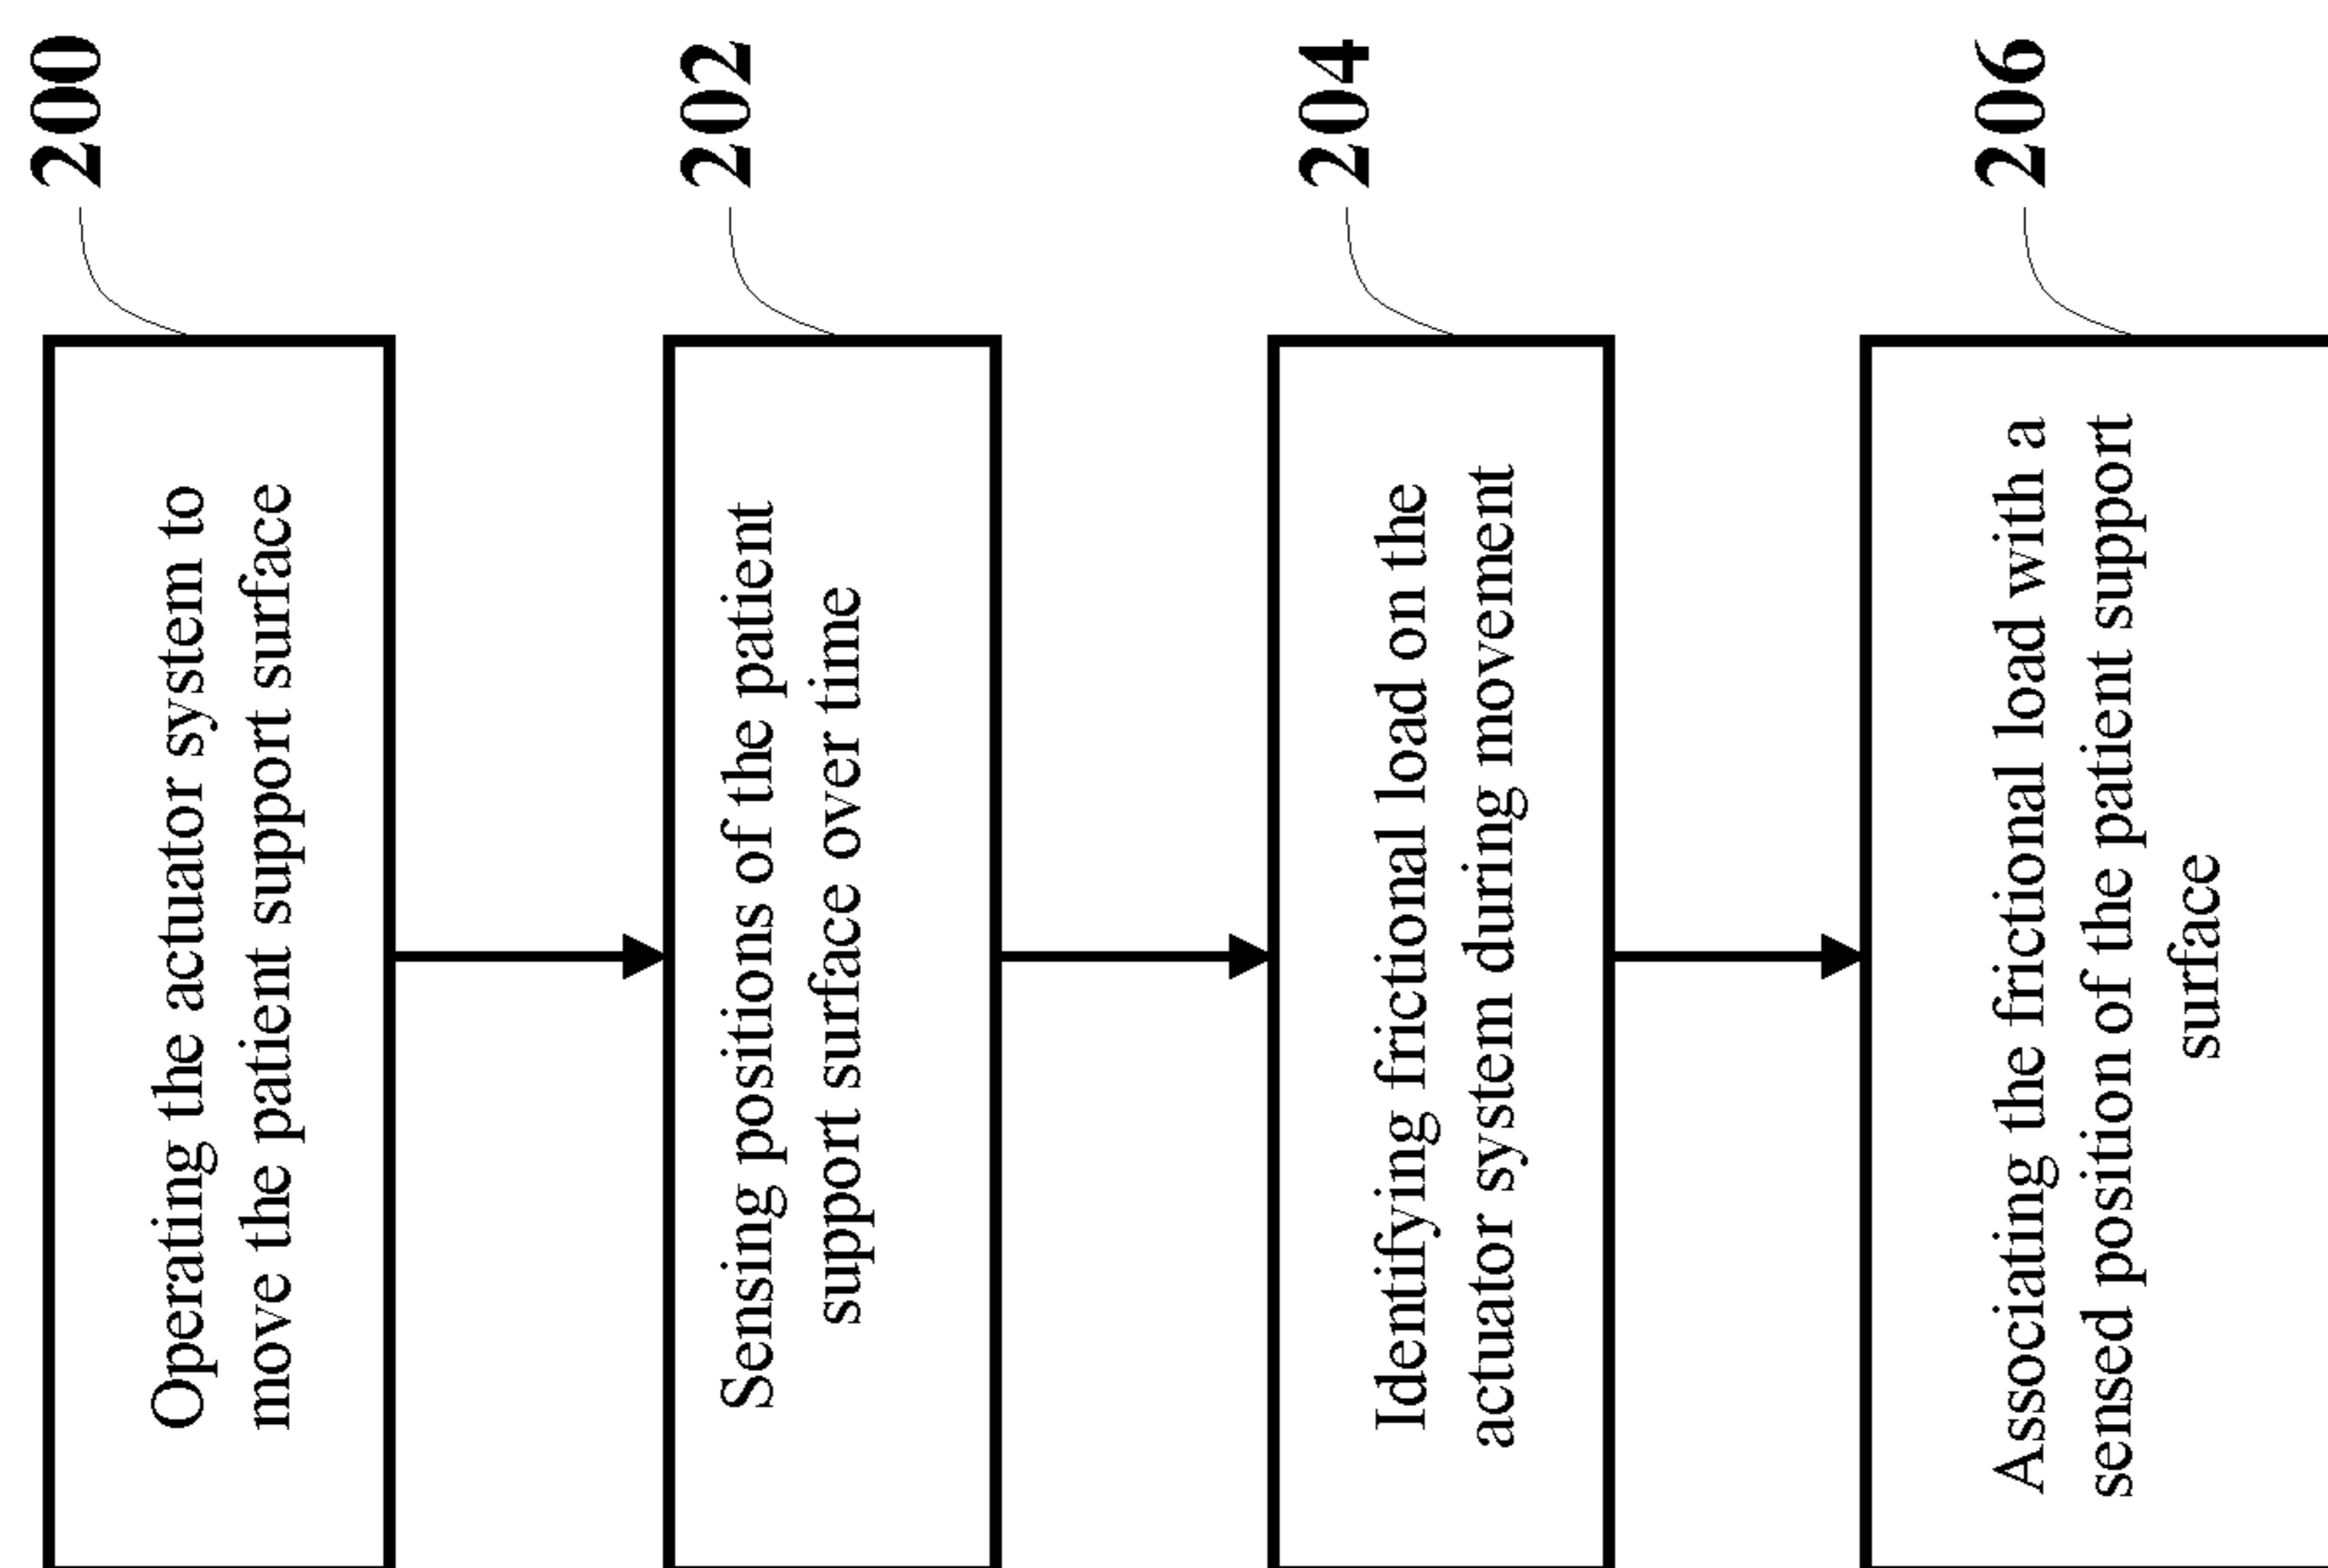 200
Operating the actuator system to
move the patient support surface
202
Sensing positions of the patient
support surface over time
204
Identifying frictional load on the
actuator system during movement
206
Associating the frictional load with a
sensed position of the patient support
surface